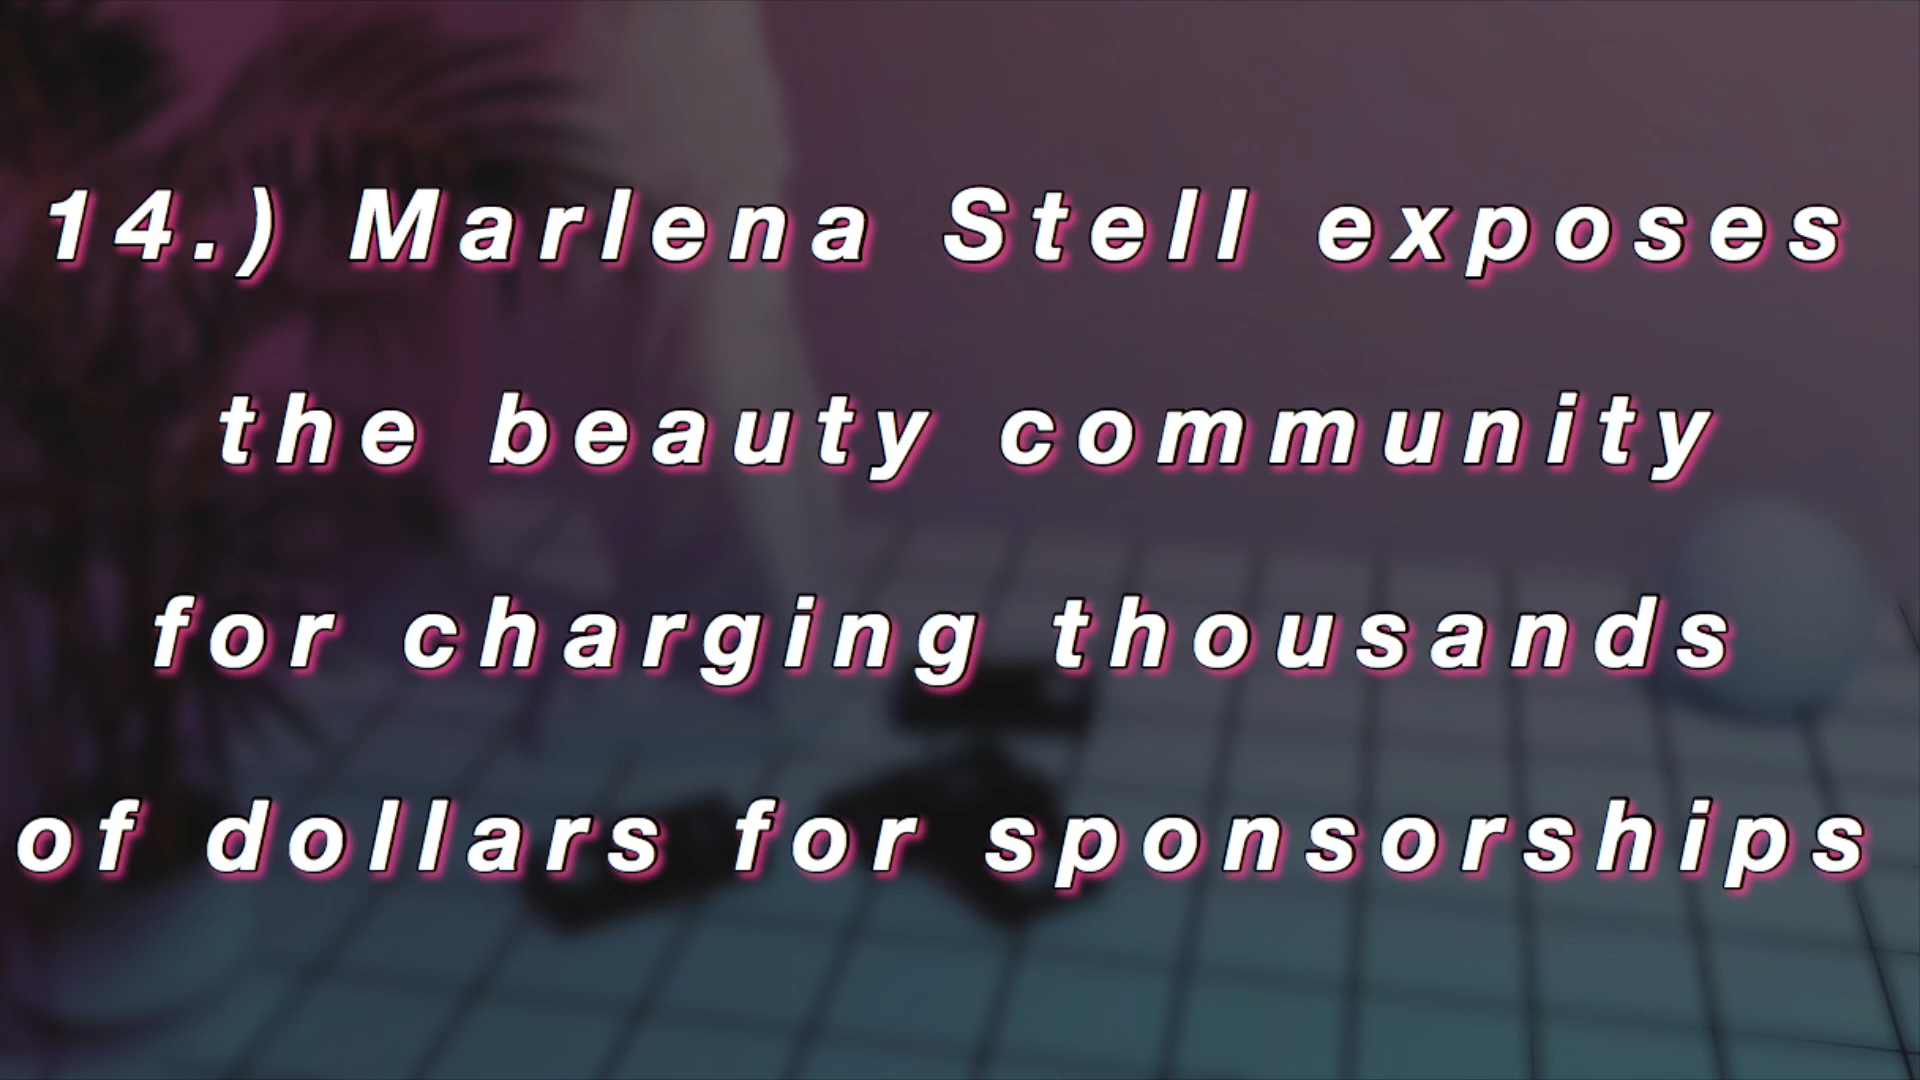 14.) Marlena Stell exposes
the beauty community
for charging thousands
of dollars for sponsorships